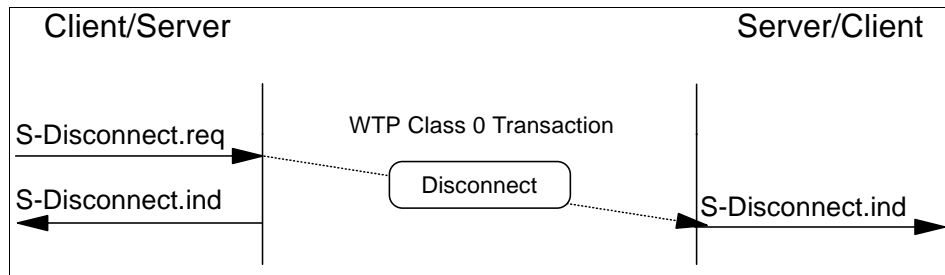 Client/Server
Server/Client
WTP Class 0 Transaction
S-Disconnect.req
Disconnect
S-Disconnect.ind
S-Disconnect.ind